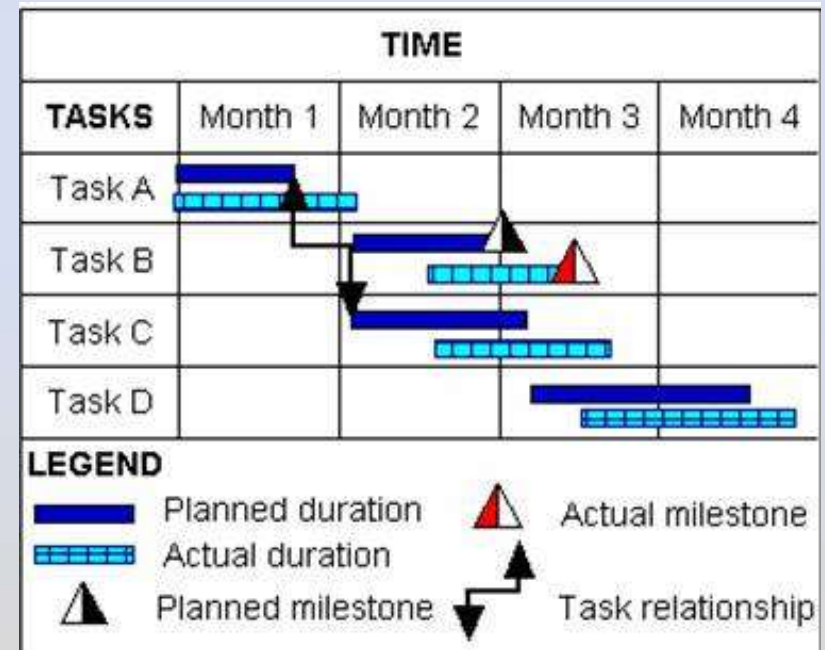 TIME
TASKS Month 1 Month 2 Month 3 Month 4
Task A
Task B
Task C
Task D
LEGEND
Planned duration Actual milestone
Actual duration
Planned milestone Task relationship